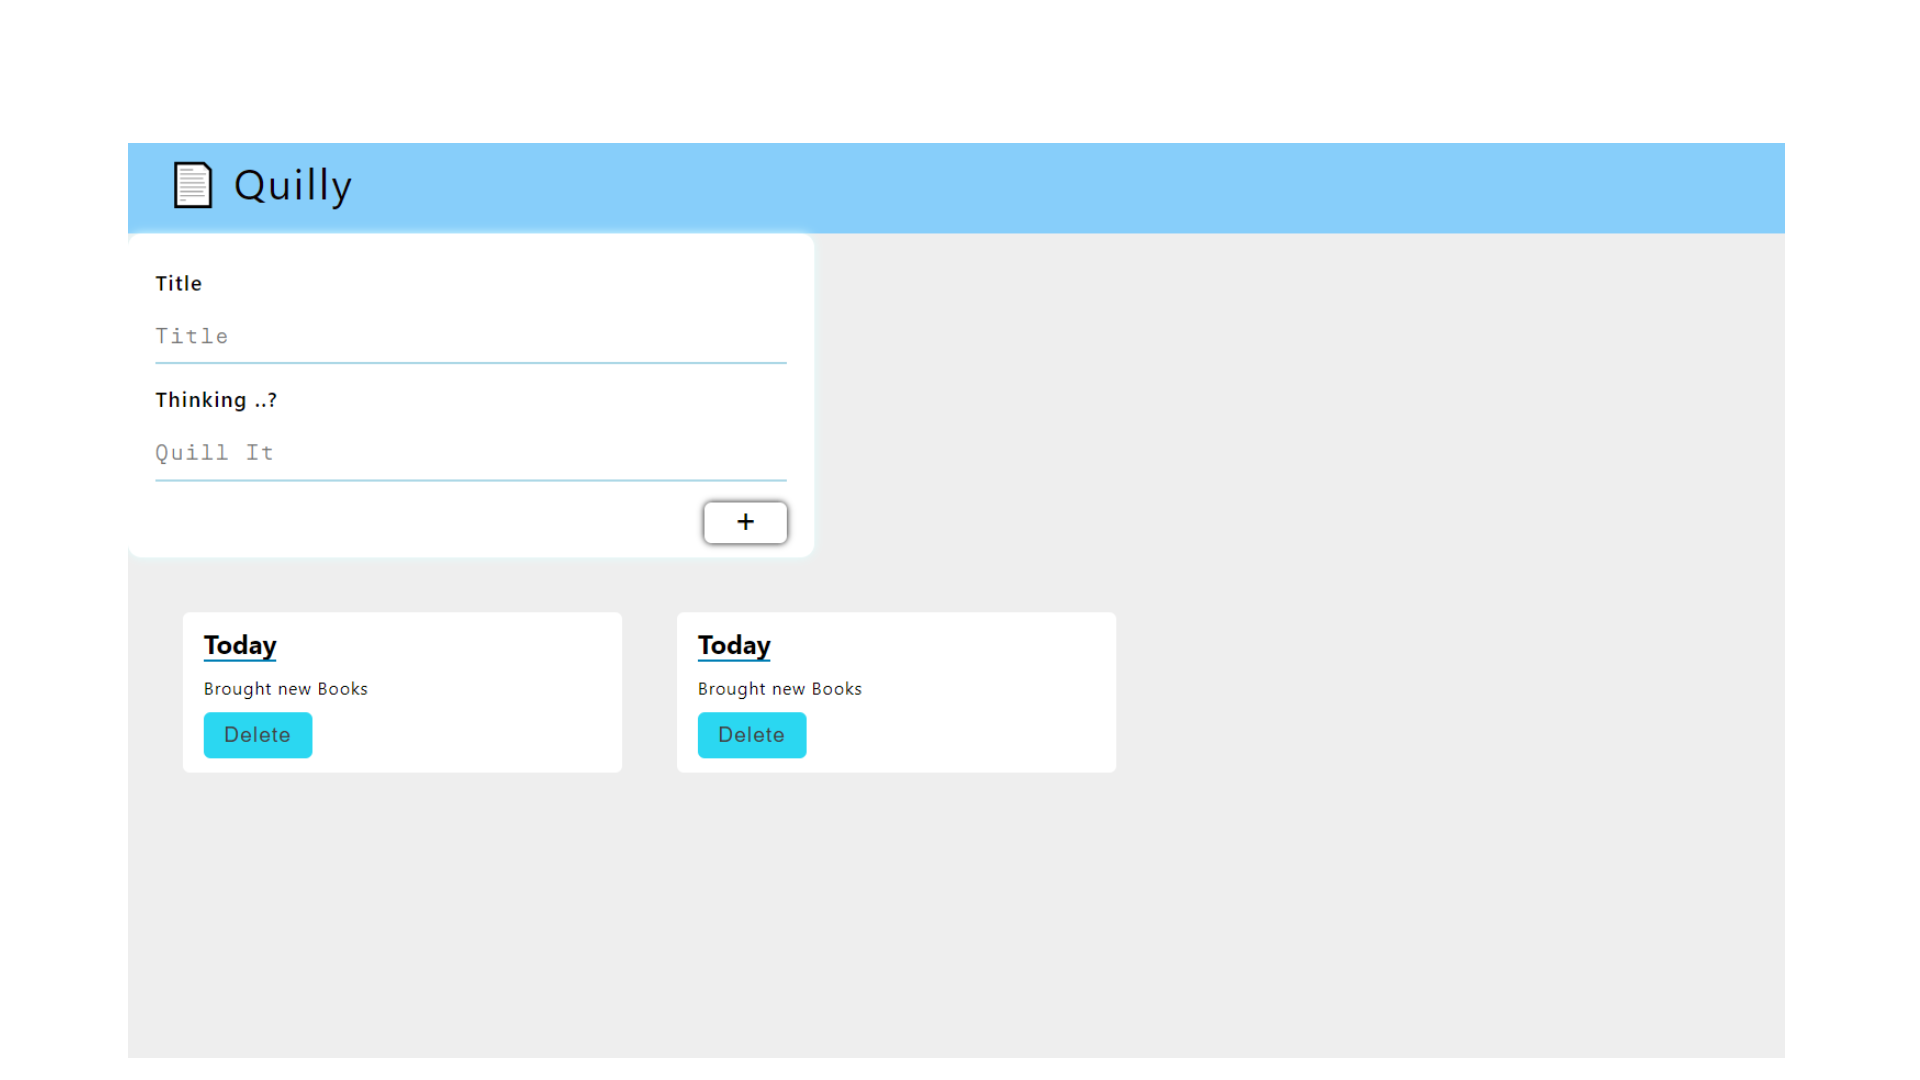 Quilly
Title
Title
Thinking ..?
Quill It
+
Today
Brought new Books
Delete
Today
Brought new Books
Delete